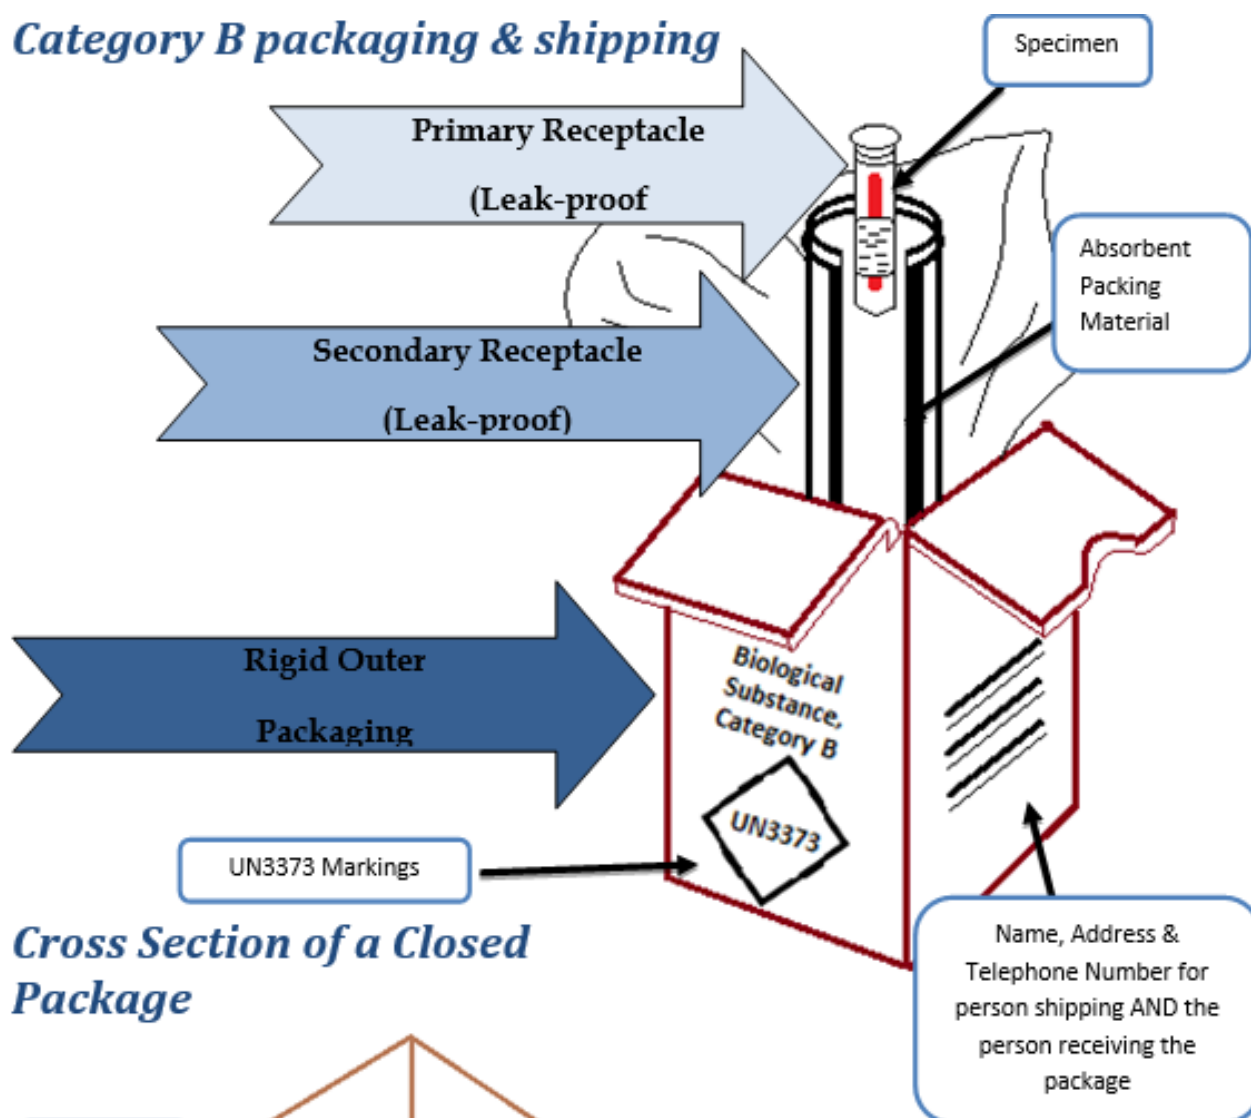 Category B packaging & shipping
Specimen
Primary Receptacle
(Leak-proof
Absorbent
Packing
Material
Secondary Receptacle
(Leak-proof)
Rigid Outer
Packaging
Biological
Substance,
Category B
UN3373
UN3373 Markings
Name, Address &
Telephone Number for
person shipping AND the
person receiving the
package
Cross Section of a Closed
Package